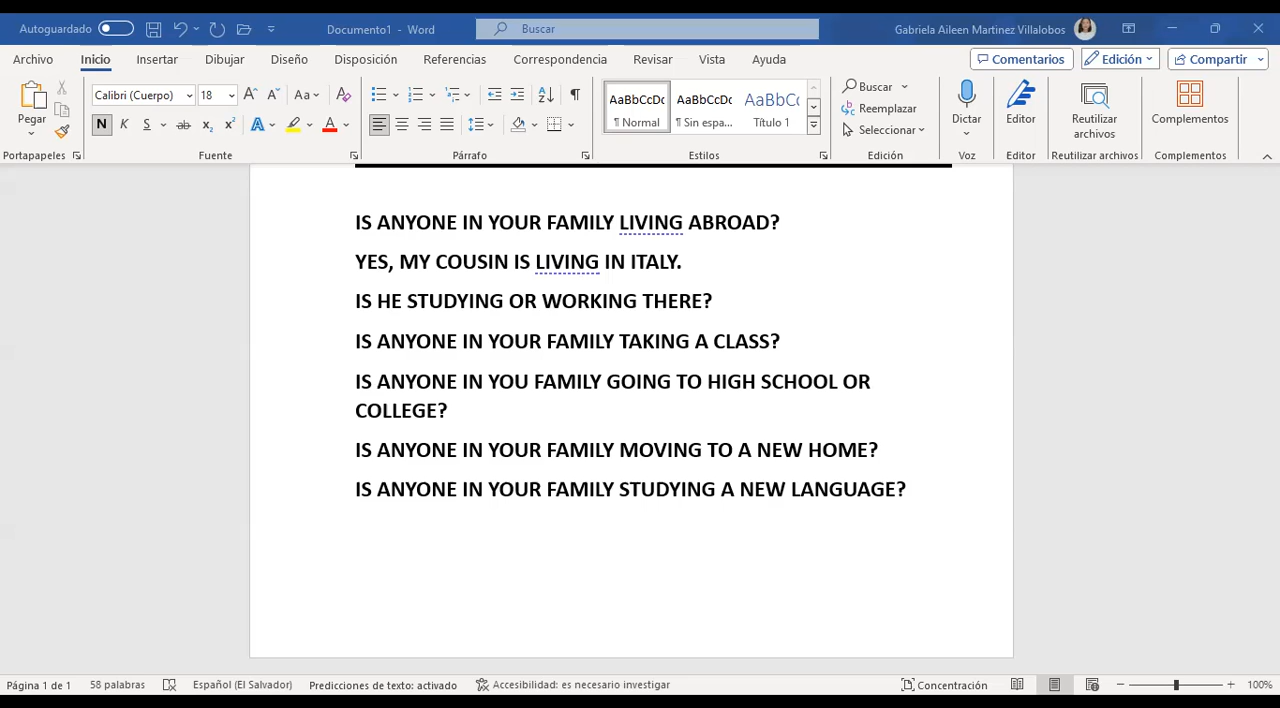 Autoguardado
Documento1 - Word
Buscar
Gabriela Aileen Martinez Villalobos
Archivo Inicio Insertar Dibujar Diseño Disposición Referencias Correspondencia Revisar Vista Ayuda
Comentarios Edición Compartir
Pegar
Portapapeles
Calibri (Cuerpo) 18
N K S ab x₂ x² A A
Fuente
Párrafo
AaBbCcDc AaBbCcDc AaBbCc
¶ Normal ¶ Sin espa... Título 1
Estilos
Buscar
Reemplazar
Seleccionar
Edición
Dictar
Voz
Editor
Editor
Reutilizar archivos
Reutilizar archivos
Complementos
Complementos
IS ANYONE IN YOUR FAMILY LIVING ABROAD?
YES, MY COUSIN IS LIVING IN ITALY.
IS HE STUDYING OR WORKING THERE?
IS ANYONE IN YOUR FAMILY TAKING A CLASS?
IS ANYONE IN YOU FAMILY GOING TO HIGH SCHOOL OR
COLLEGE?
IS ANYONE IN YOUR FAMILY MOVING TO A NEW HOME?
IS ANYONE IN YOUR FAMILY STUDYING A NEW LANGUAGE?
Página 1 de 1 58 palabras Español (El Salvador) Predicciones de texto: activado Accesibilidad: es necesario investigar Concentración 100%